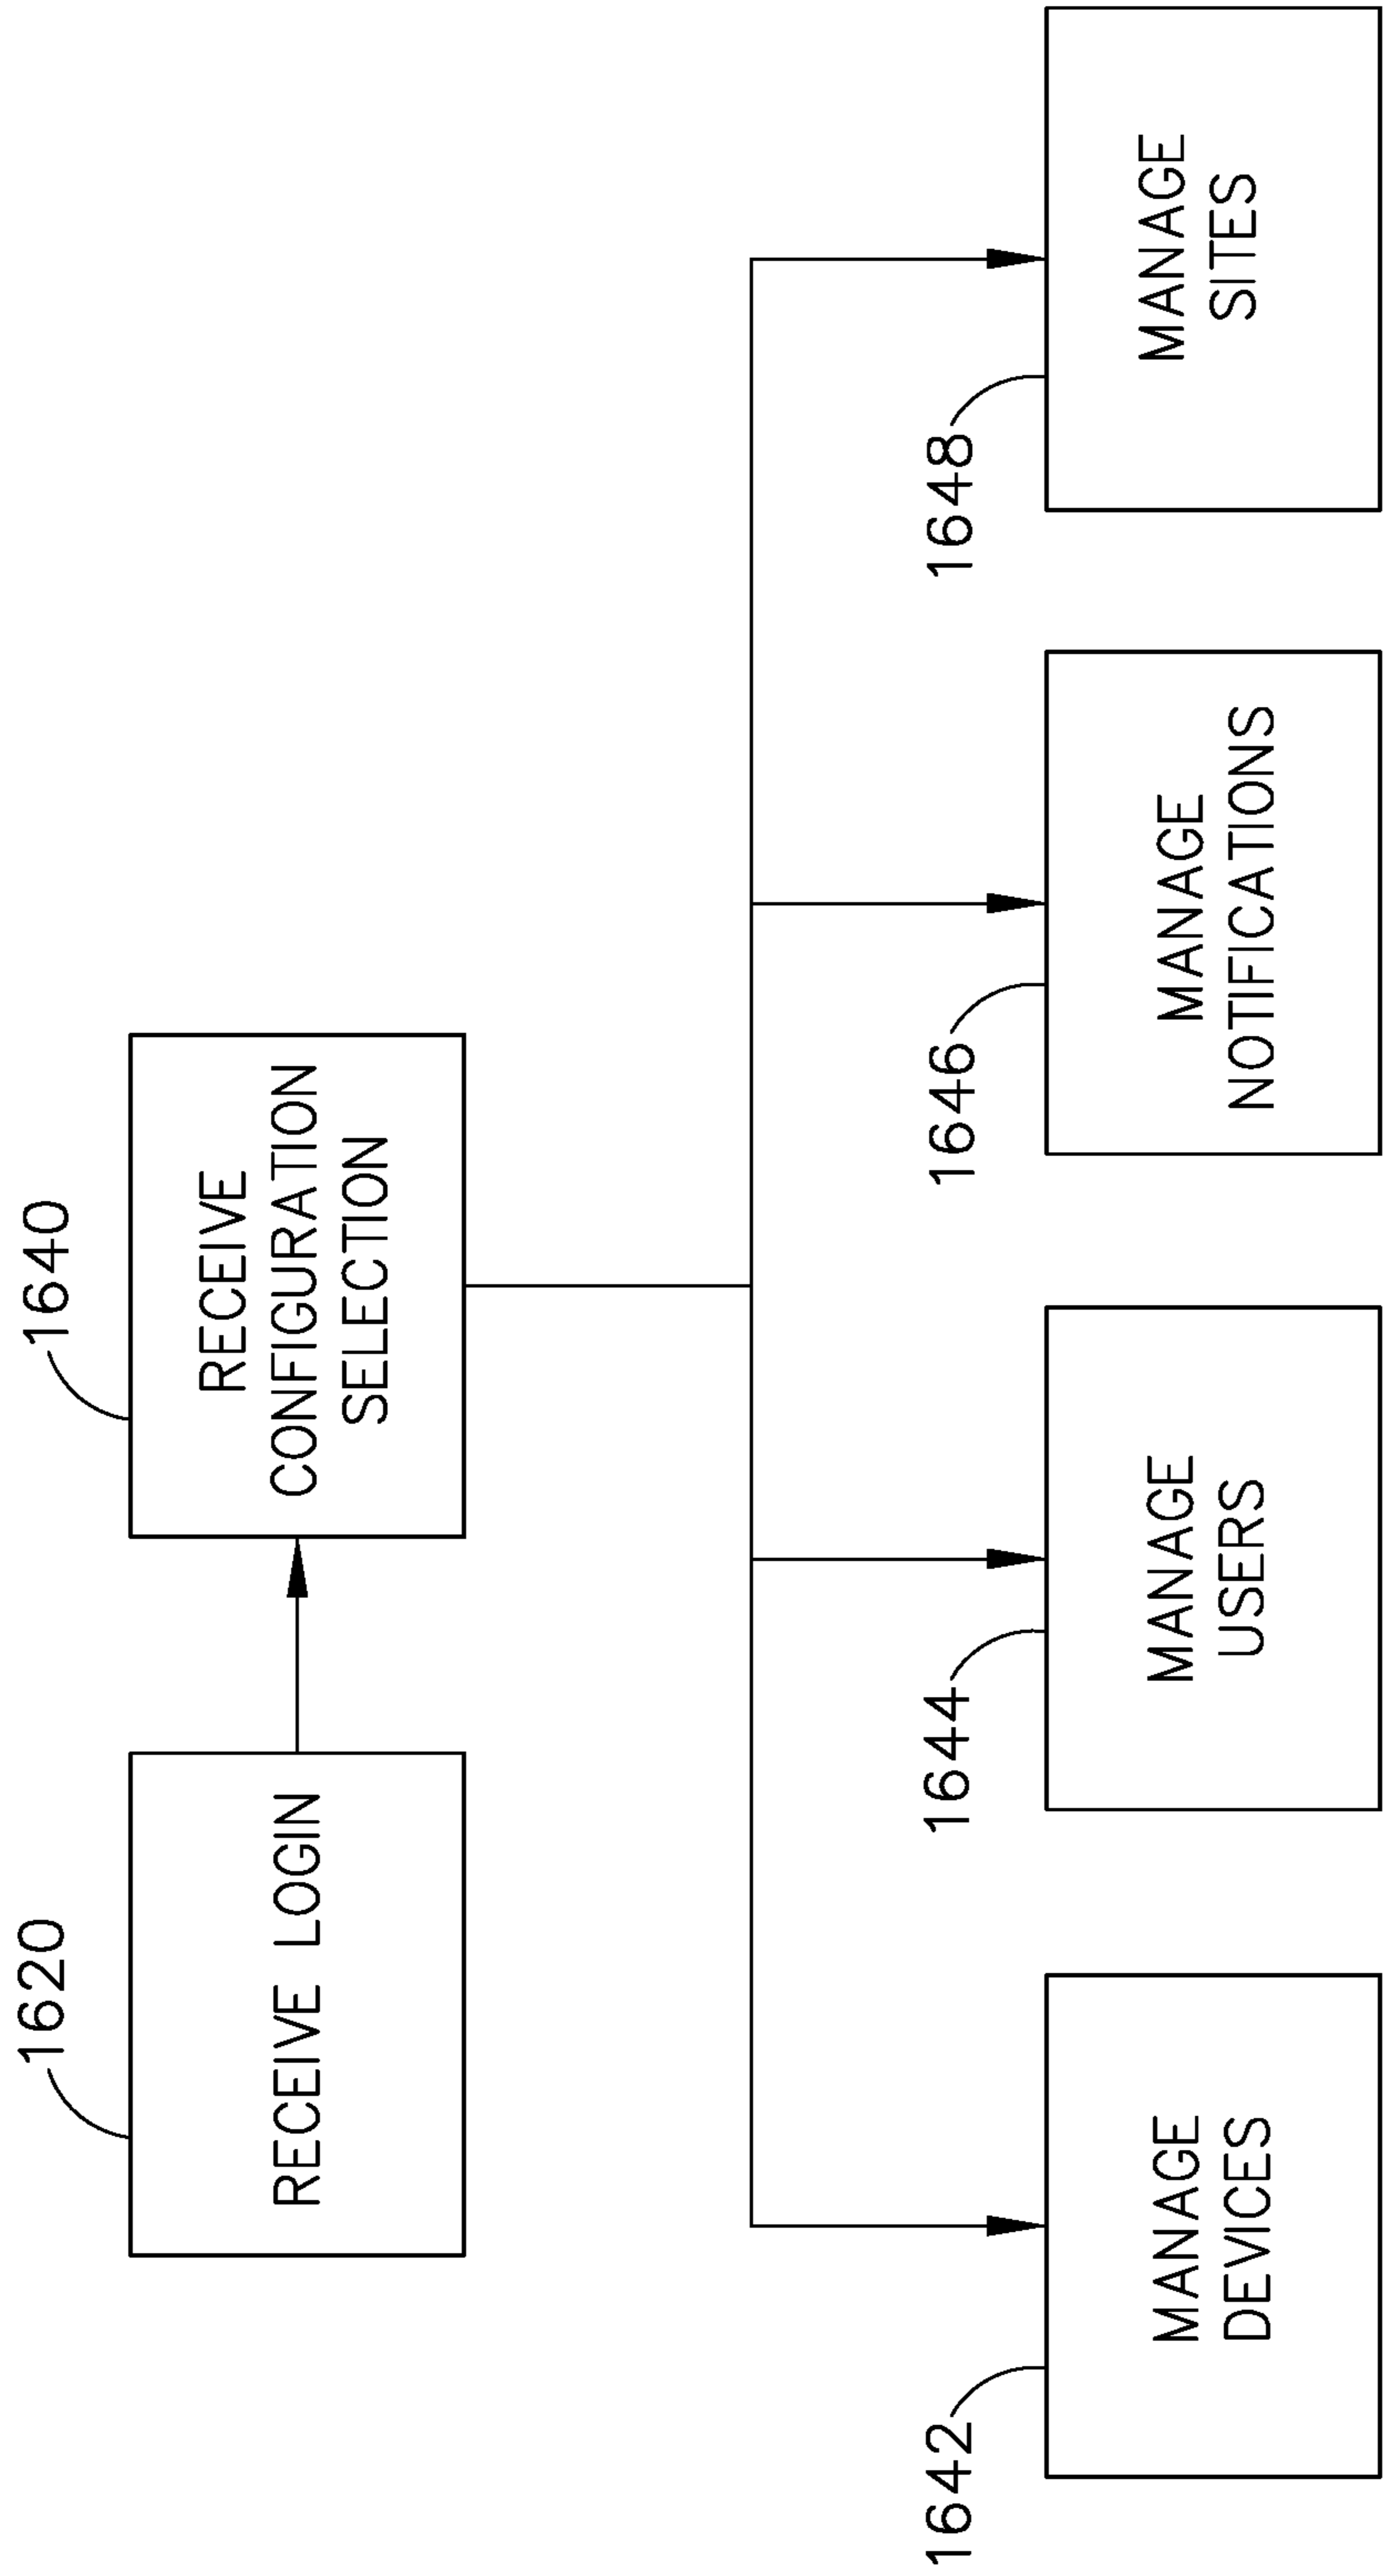 1620
RECEIVE LOGIN
1640
RECEIVE
CONFIGURATION
SELECTION
1642
MANAGE
DEVICES
1644
MANAGE
USERS
1646
MANAGE
NOTIFICATIONS
1648
MANAGE
SITES